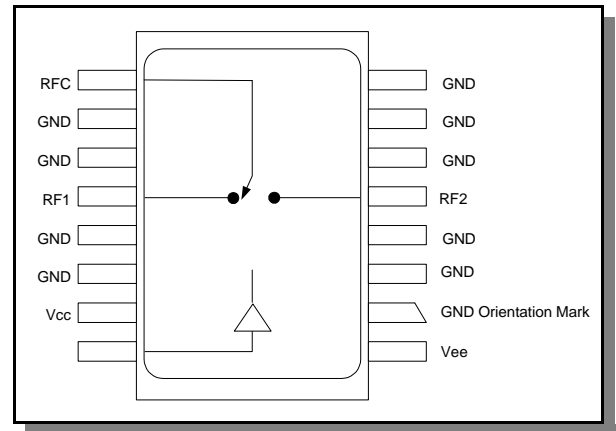 RFC
GND
GND
RF1
GND
GND
Vcc
GND
GND
GND
RF2
GND
GND
GND Orientation Mark
Vee